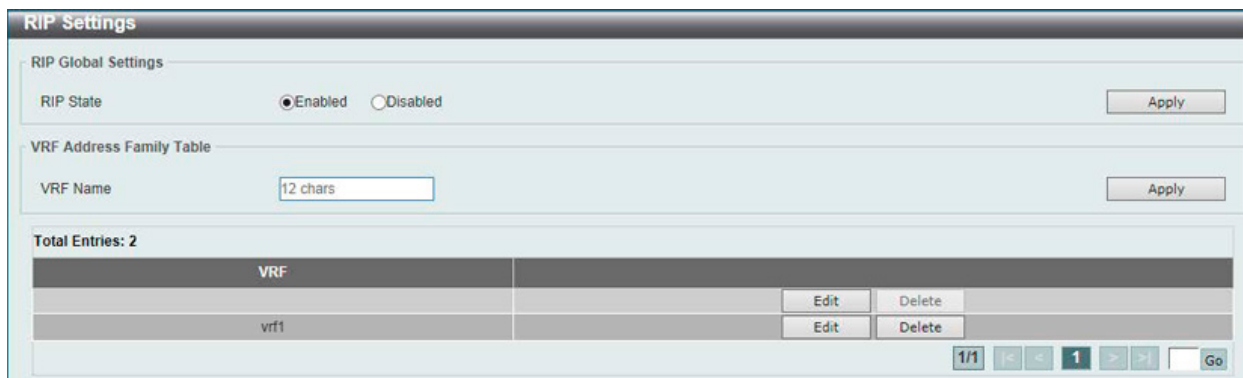 RIP Settings
RIP Global Settings
RIP State Enabled Disabled Apply
VRF Address Family Table
VRF Name 12 chars Apply
Total Entries: 2
VRF
Edit Delete
vrf1 Edit Delete
1/1 |< < 1 > >| Go